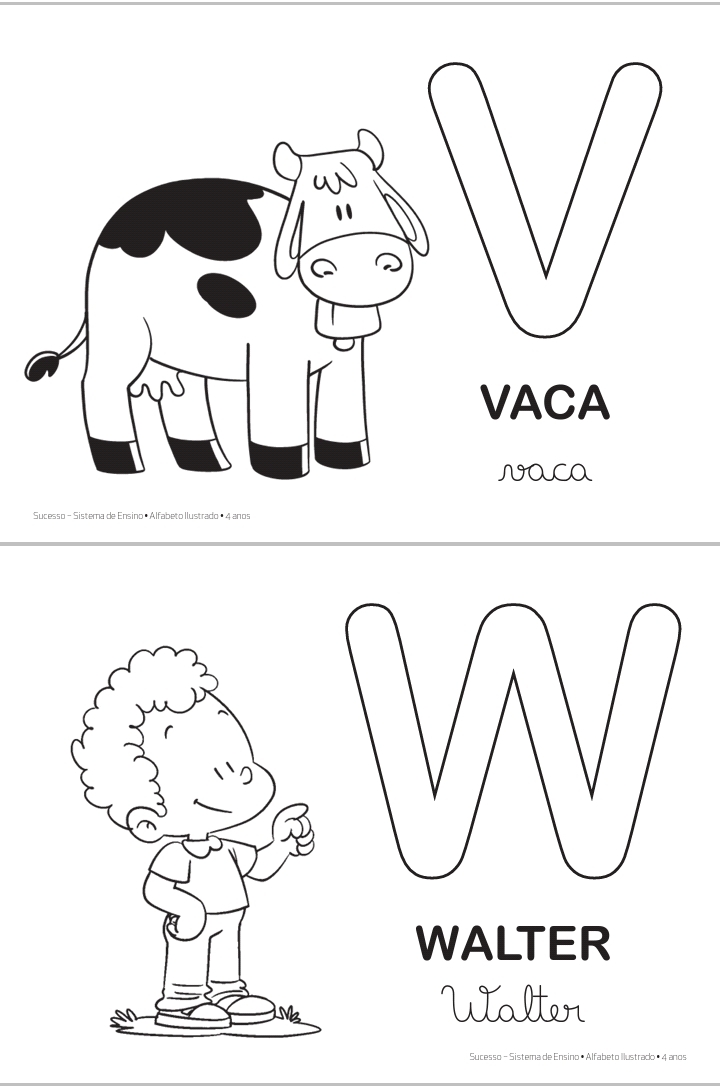 V
VACA
vaca
Sucesso – Sistema de Ensino • Alfabeto Ilustrado • 4 anos
W
WALTER
Walter
Sucesso – Sistema de Ensino • Alfabeto Ilustrado • 4 anos